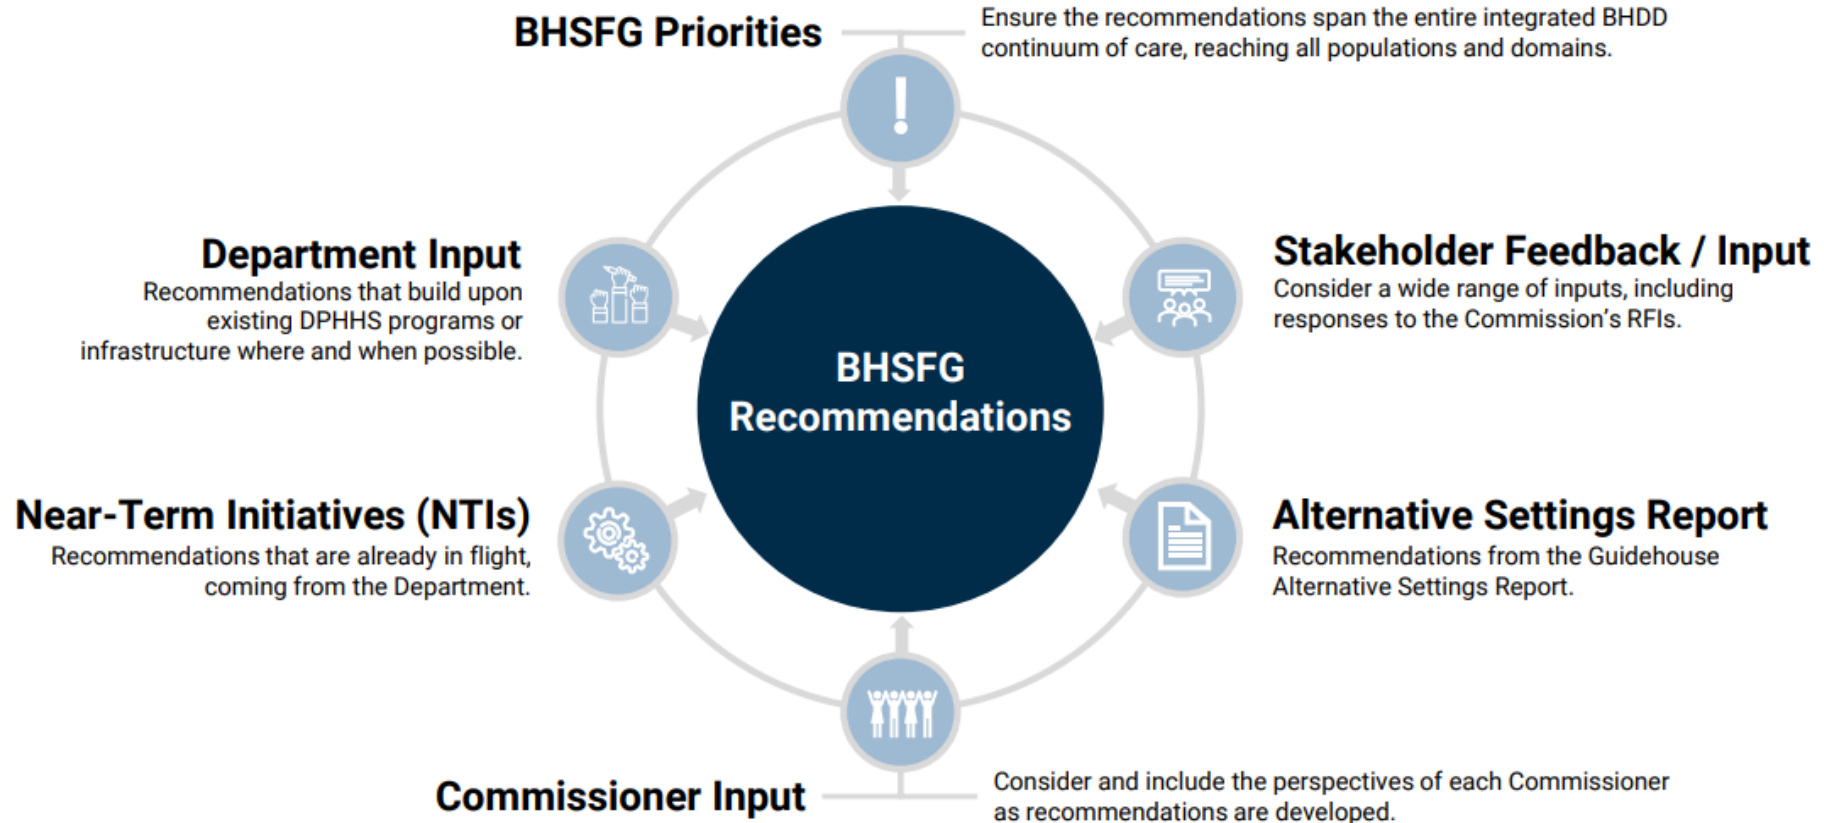 BHSFG Priorities
Ensure the recommendations span the entire integrated BHDD
continuum of care, reaching all populations and domains.
Department Input
Recommendations that build upon
existing DPHHS programs or
infrastructure where and when possible.
Stakeholder Feedback / Input
Consider a wide range of inputs, including
responses to the Commission's RFIs.
BHSFG
Recommendations
Near-Term Initiatives (NTIs)
Recommendations that are already in flight,
coming from the Department.
Alternative Settings Report
Recommendations from the Guidehouse
Alternative Settings Report.
Commissioner Input
Consider and include the perspectives of each Commissioner
as recommendations are developed.